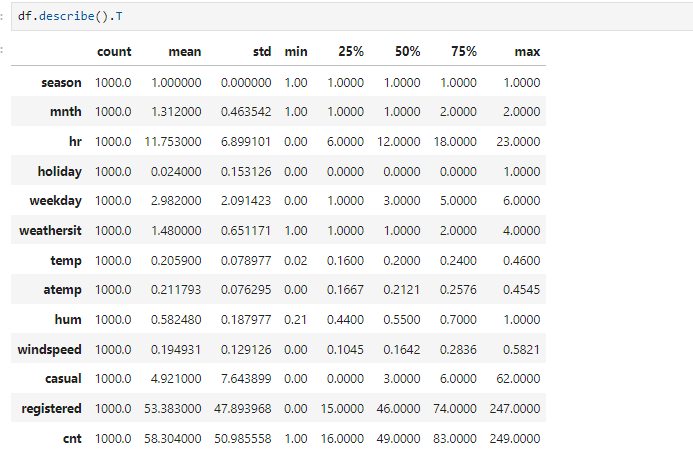 df.describe().T
count mean std min 25% 50% 75% max
season 1000.0 1.000000 0.000000 1.00 1.0000 1.0000 1.0000 1.0000
mnth 1000.0 1.312000 0.463542 1.00 1.0000 1.0000 2.0000 2.0000
hr 1000.0 11.753000 6.899101 0.00 6.0000 12.0000 18.0000 23.0000
holiday 1000.0 0.024000 0.153126 0.00 0.0000 0.0000 0.0000 1.0000
weekday 1000.0 2.982000 2.091423 0.00 1.0000 3.0000 5.0000 6.0000
weathersit 1000.0 1.480000 0.651171 1.00 1.0000 1.0000 2.0000 4.0000
temp 1000.0 0.205900 0.078977 0.02 0.1600 0.2000 0.2400 0.4600
atemp 1000.0 0.211793 0.076295 0.00 0.1667 0.2121 0.2576 0.4545
hum 1000.0 0.582480 0.187977 0.21 0.4400 0.5500 0.7000 1.0000
windspeed 1000.0 0.194931 0.129126 0.00 0.1045 0.1642 0.2836 0.5821
casual 1000.0 4.921000 7.643899 0.00 0.0000 3.0000 6.0000 62.0000
registered 1000.0 53.383000 47.893968 0.00 15.0000 46.0000 74.0000 247.0000
cnt 1000.0 58.304000 50.985558 1.00 16.0000 49.0000 83.0000 249.0000